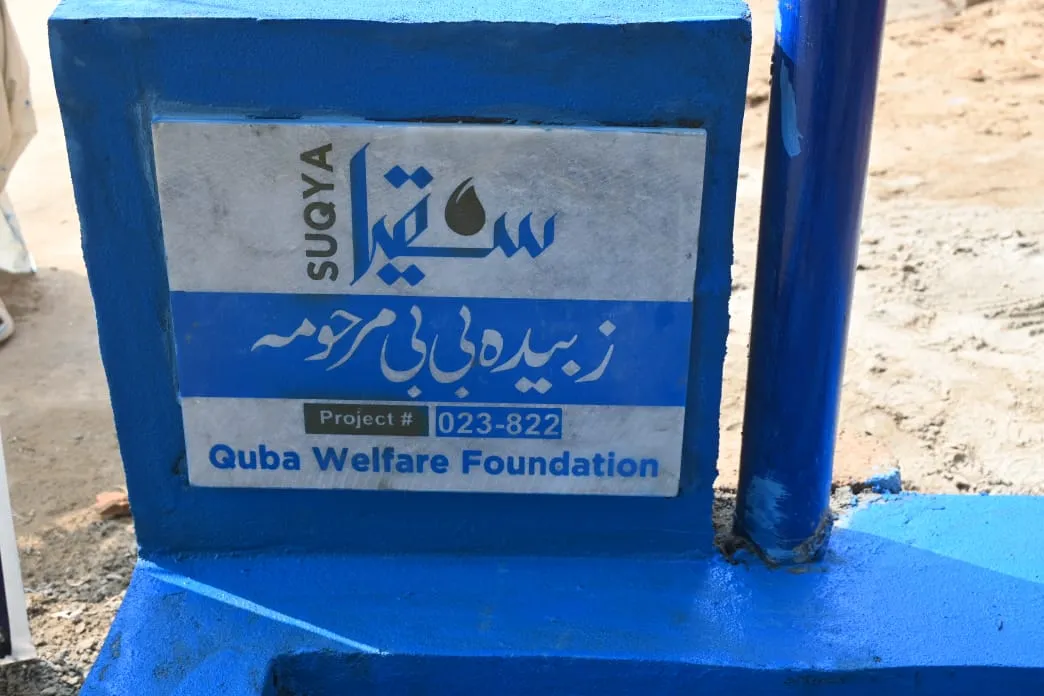 SUQYA سقیا
زبیدہ بی بی مرحومہ
Project # 023-822
Quba Welfare Foundation